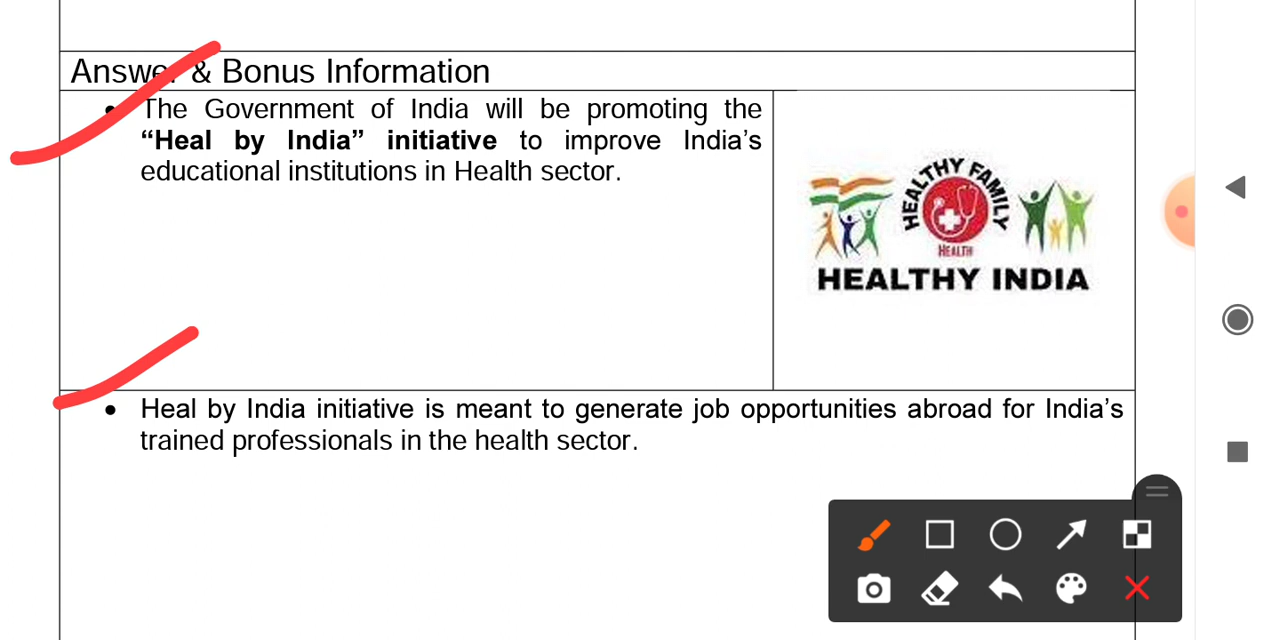 Answer & Bonus Information
• The Government of India will be promoting the
“Heal by India” initiative to improve India’s
educational institutions in Health sector.
HEALTHY FAMILY
HEALTH
HEALTHY INDIA
• Heal by India initiative is meant to generate job opportunities abroad for India’s
trained professionals in the health sector.